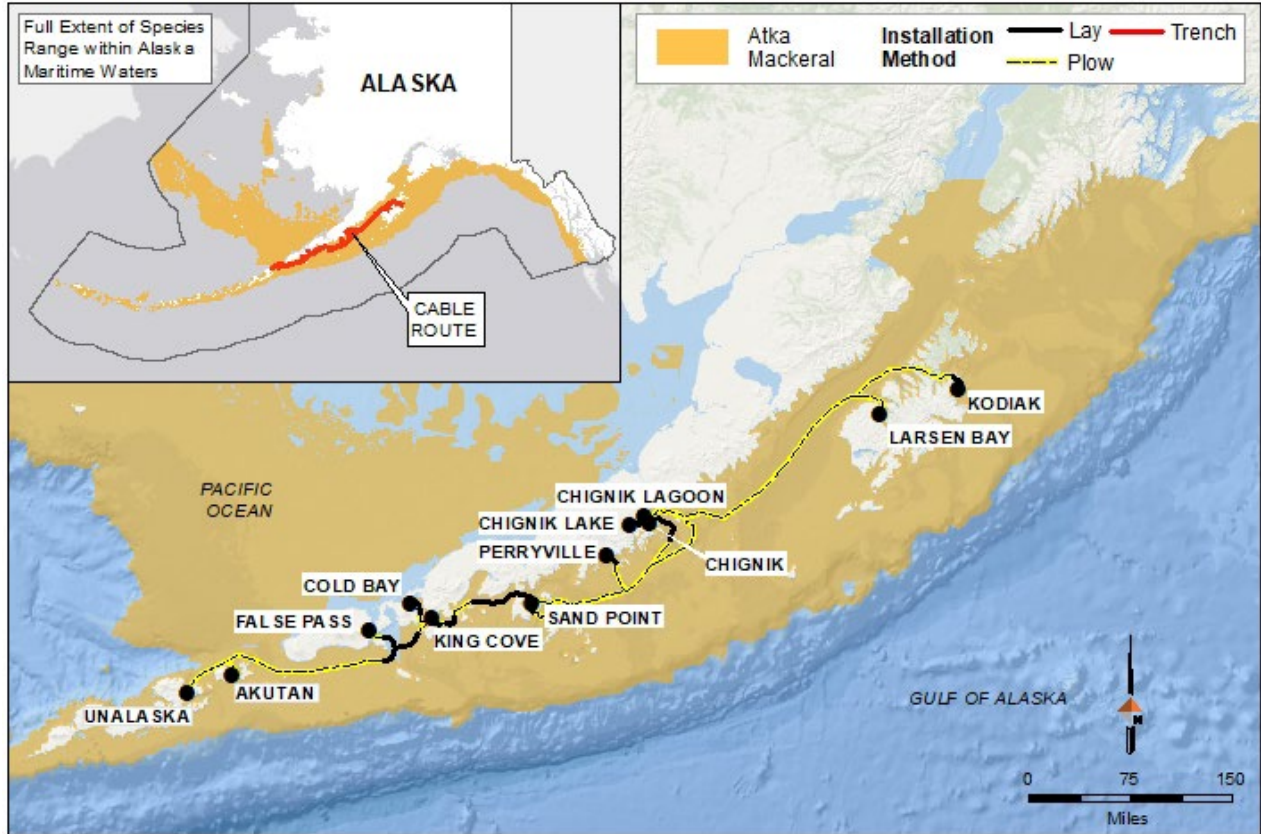 Full Extent of Species
Range within Alaska
Maritime Waters
ALASKA
CABLE
ROUTE
Atka
Mackeral
Installation
Method
Lay
Trench
Plow
KODIAK
LARSEN BAY
PACIFIC
OCEAN
CHIGNIK LAGOON
CHIGNIK LAKE
PERRYVILLE
CHIGNIK
COLD BAY
SAND POINT
FALSE PASS
KING COVE
AKUTAN
UNALASKA
GULF OF ALASKA
N
0 75 150
Miles